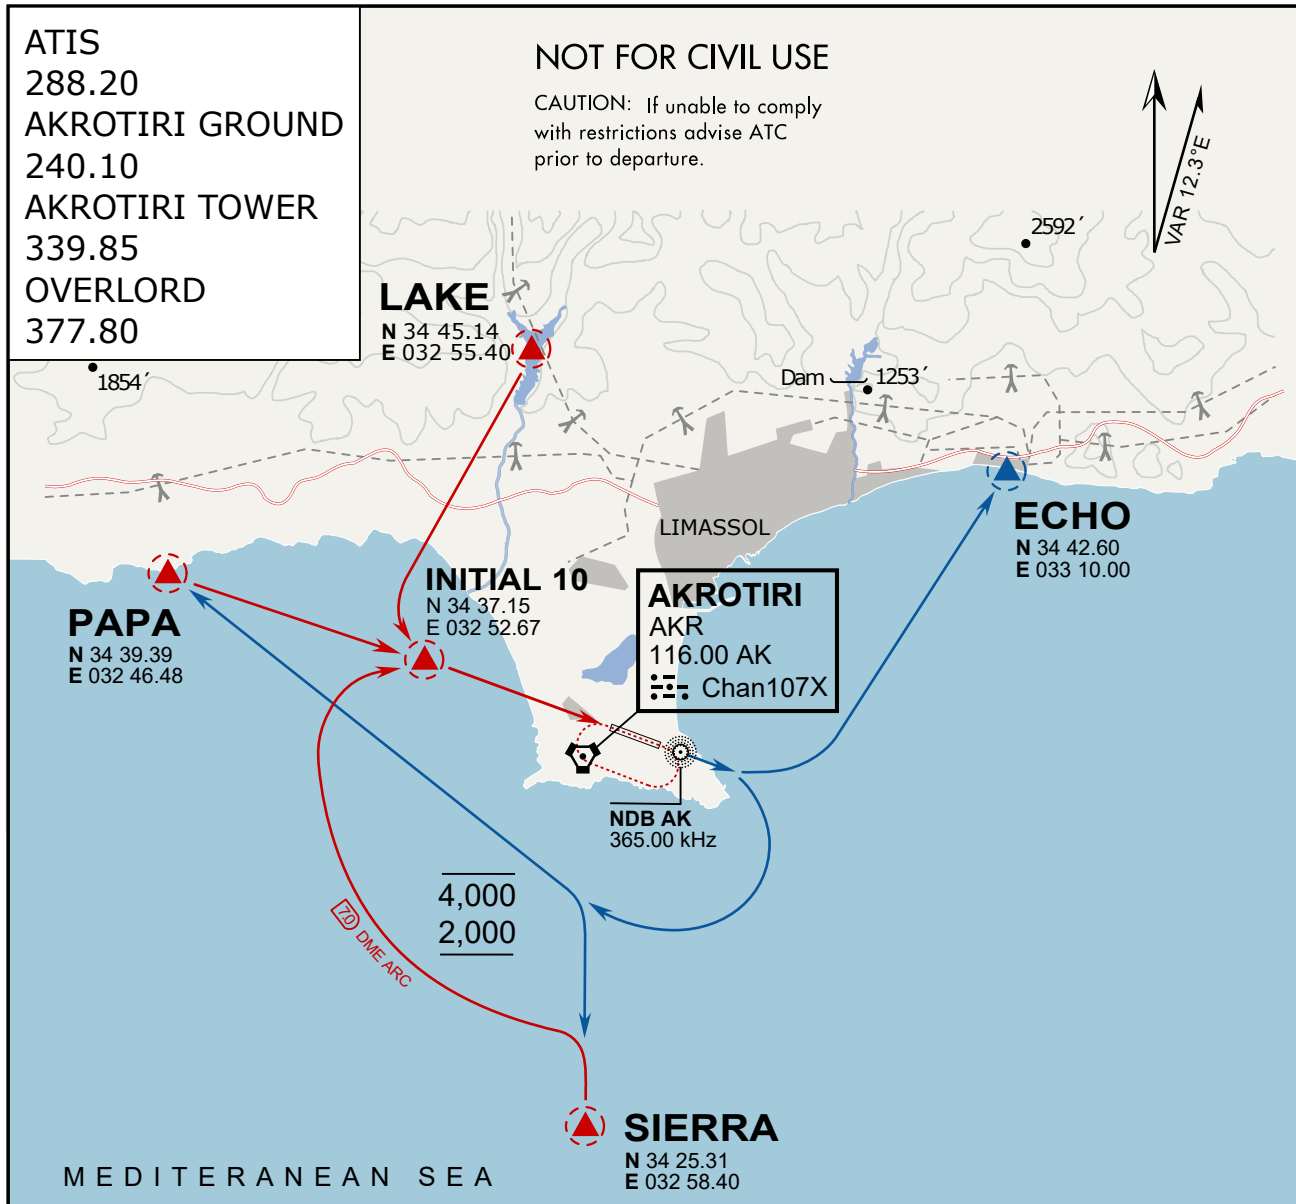 ATIS
288.20
AKROTIRI GROUND
240.10
AKROTIRI TOWER
339.85
OVERLORD
377.80
NOT FOR CIVIL USE
CAUTION: If unable to comply
with restrictions advise ATC
prior to departure.
VAR 12.3°E
2592´
LAKE
N 34 45.14
E 032 55.40
1854´
Dam
1253´
LIMASSOL
ECHO
N 34 42.60
E 033 10.00
INITIAL 10
N 34 37.15
E 032 52.67
PAPA
N 34 39.39
E 032 46.48
AKROTIRI
AKR
116.00 AK
Chan107X
NDB AK
365.00 kHz
4,000
2,000
7.0 DME ARC
SIERRA
N 34 25.31
E 032 58.40
MEDITERANEAN SEA